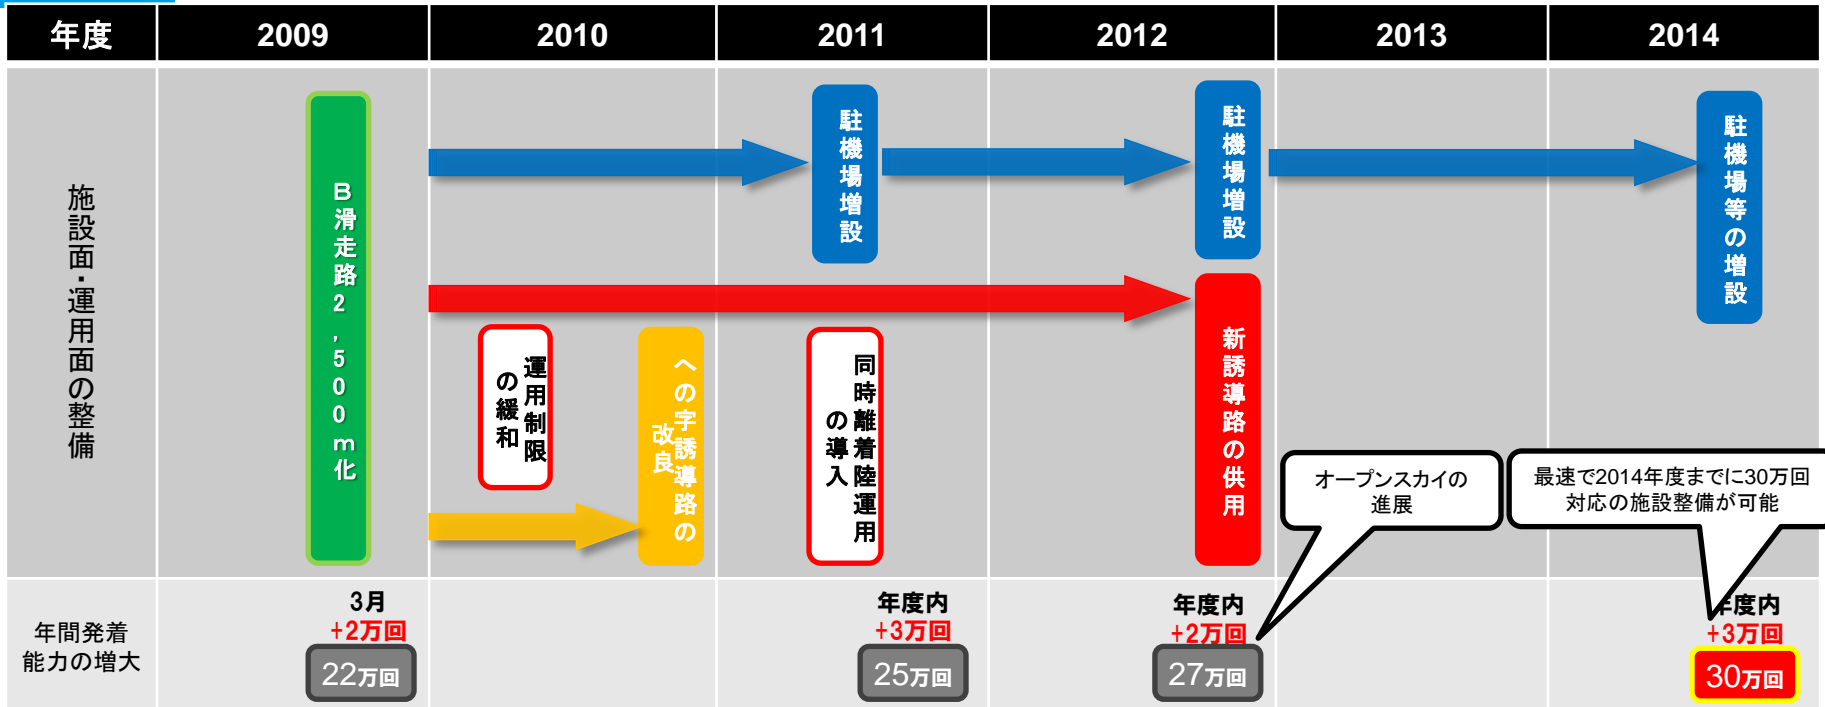 年度
2009
2010
2011
2012
2013
2014
施設面・運用面の整備
B滑走路2,500m化
駐機場増設
駐機場増設
駐機場等の増設
運用制限
の緩和
への字誘導路の
改良
同時離着陸運用
の導入
新誘導路の供用
オープンスカイの
進展
最速で2014年度までに30万回
対応の施設整備が可能
年間発着
能力の増大
3月
+2万回
22万回
年度内
+3万回
25万回
年度内
+2万回
27万回
年度内
+3万回
30万回